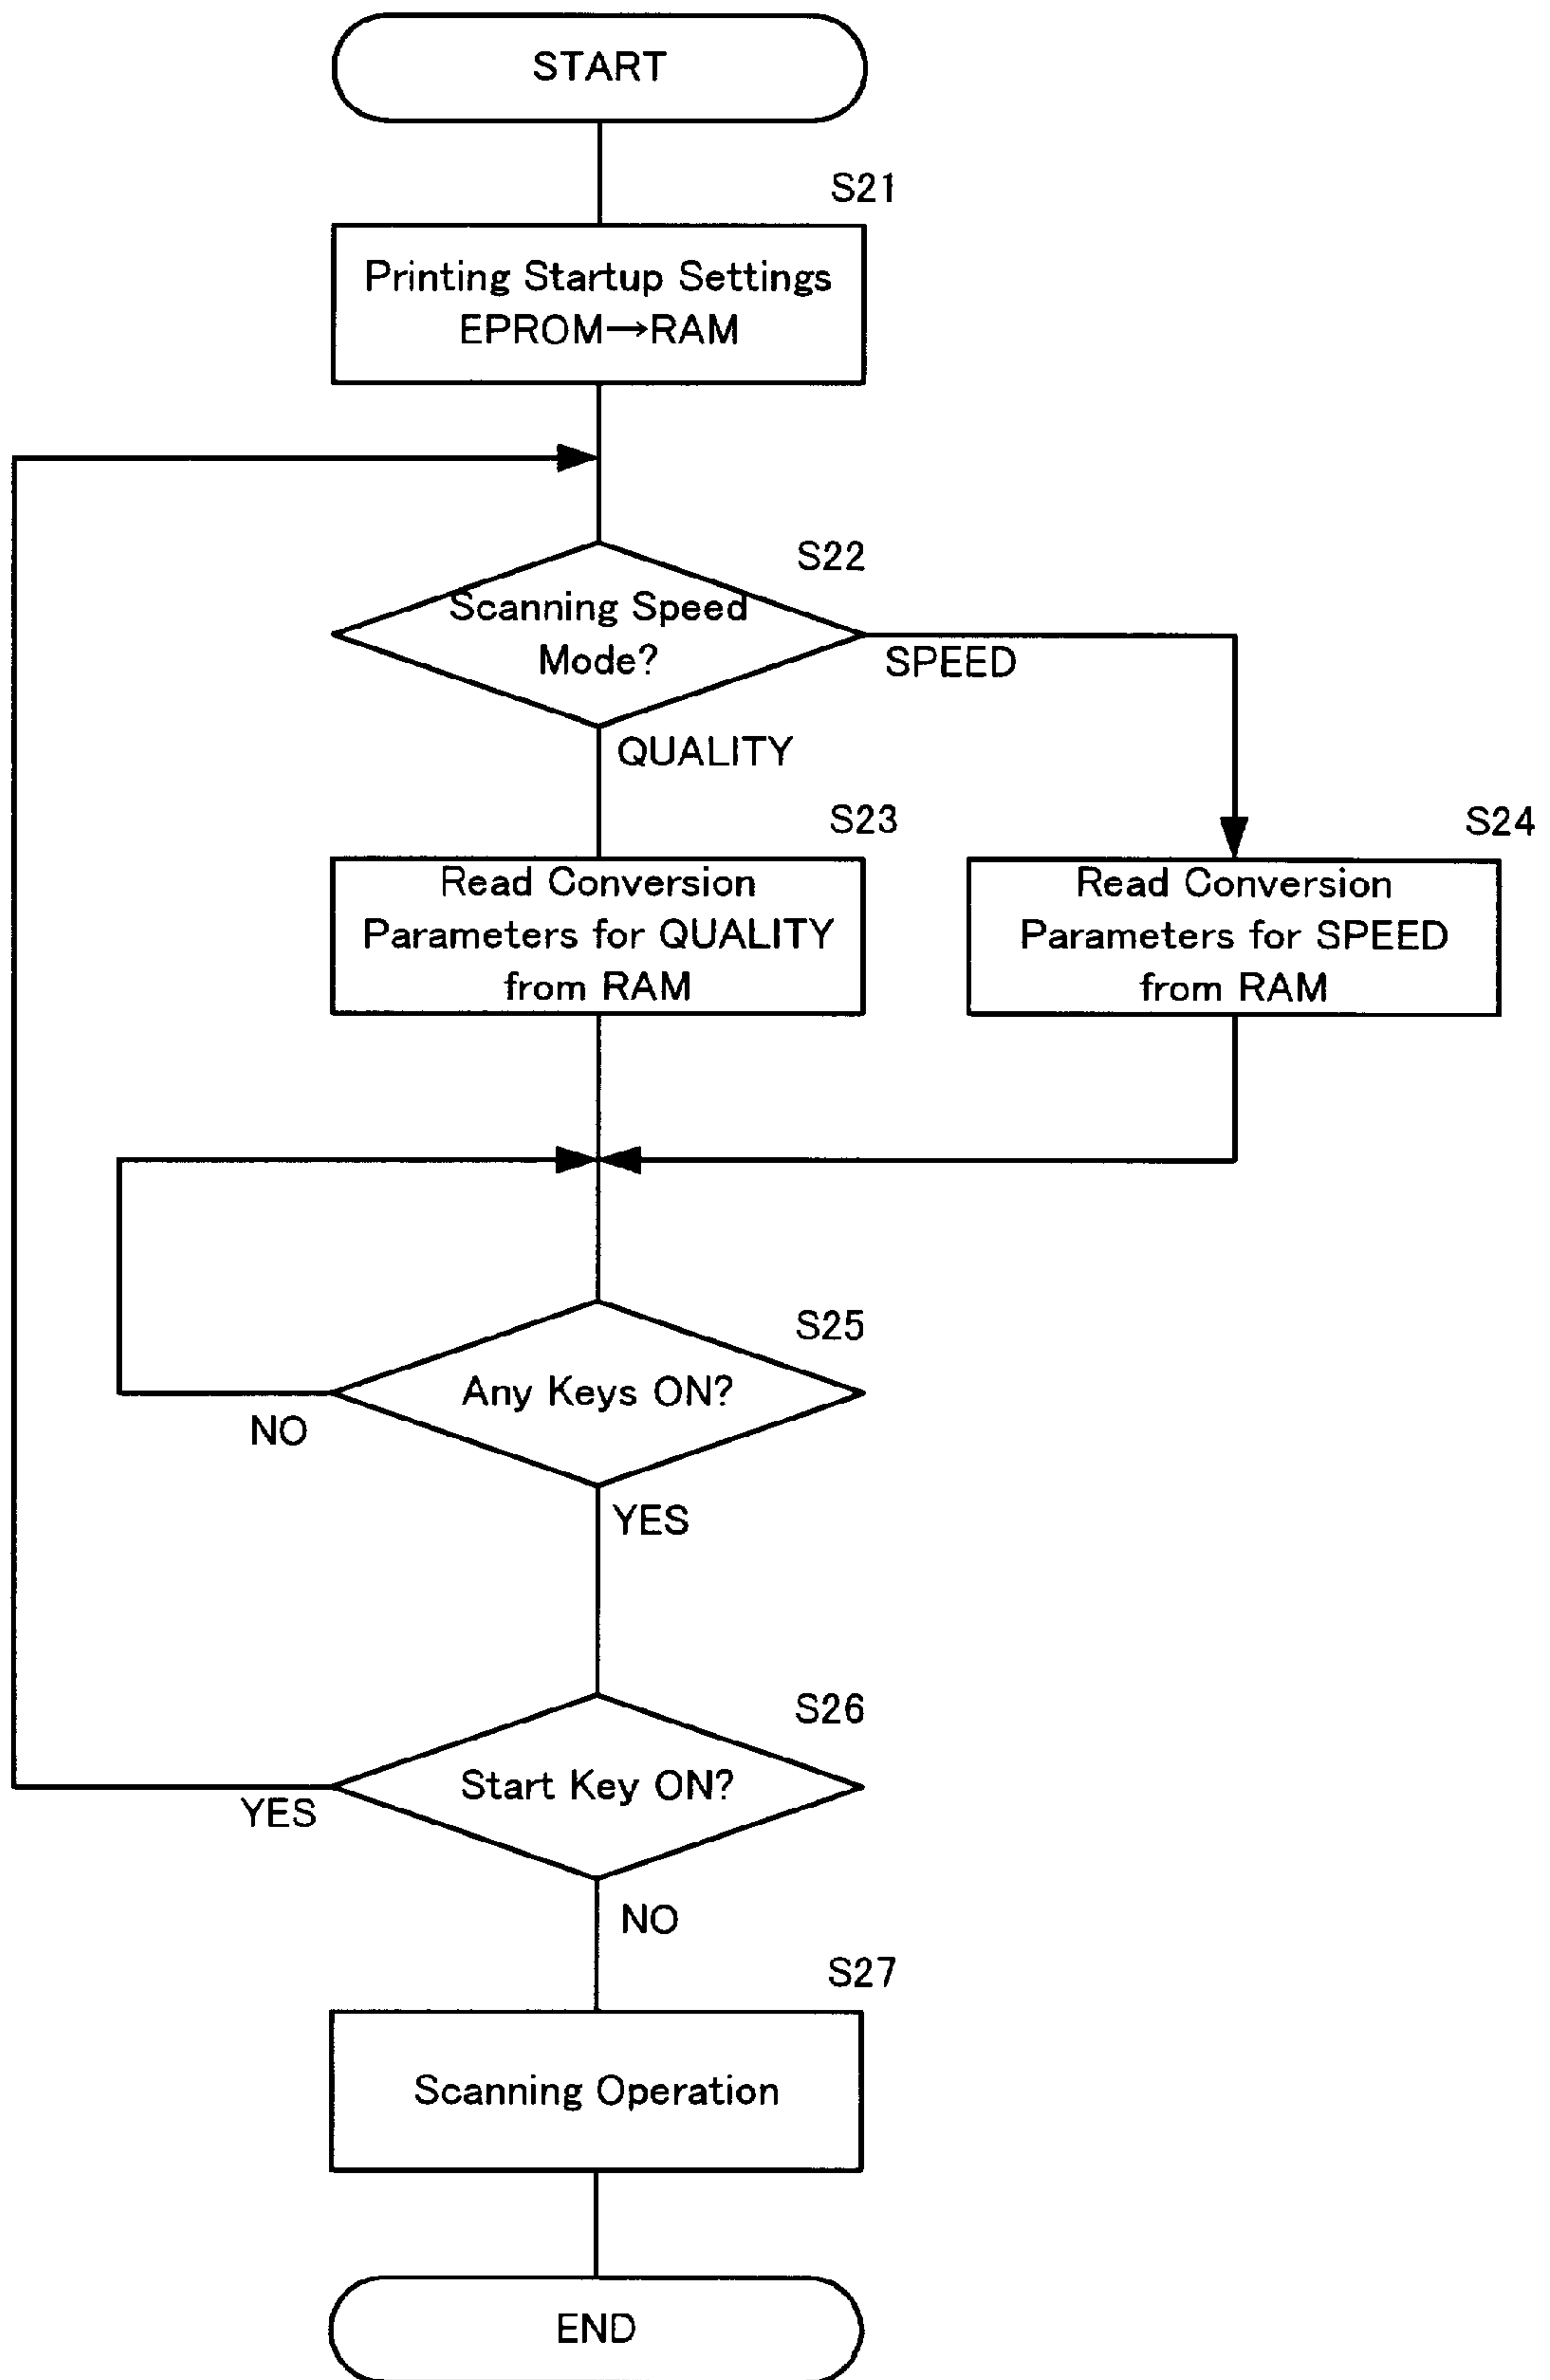 START
S21
Printing Startup Settings
EPROM→RAM
S22
Scanning Speed
Mode?
SPEED
QUALITY
S23
Read Conversion
Parameters for QUALITY
from RAM
S24
Read Conversion
Parameters for SPEED
from RAM
S25
Any Keys ON?
NO
YES
S26
Start Key ON?
YES
NO
S27
Scanning Operation
END